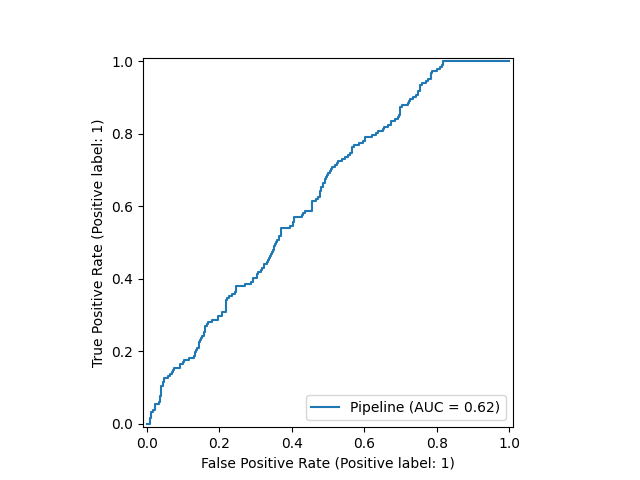 1.0
0.8
0.6
0.4
0.2
0.0
True Positive Rate (Positive label: 1)
Pipeline (AUC = 0.62)
0.0 0.2 0.4 0.6 0.8 1.0
False Positive Rate (Positive label: 1)